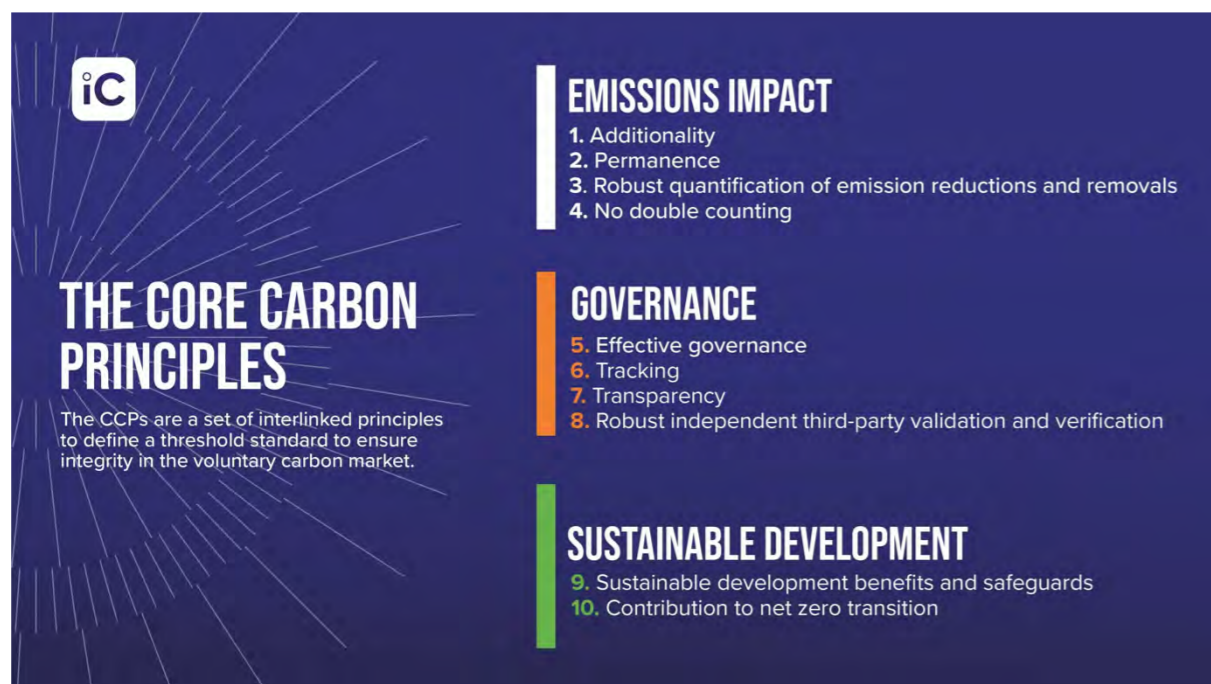 iC
THE CORE CARBON
PRINCIPLES
The CCPs are a set of interlinked principles
to define a threshold standard to ensure
integrity in the voluntary carbon market.
EMISSIONS IMPACT
1. Additionality
2. Permanence
3. Robust quantification of emission reductions and removals
4. No double counting
GOVERNANCE
5. Effective governance
6. Tracking
7. Transparency
8. Robust independent third-party validation and verification
SUSTAINABLE DEVELOPMENT
9. Sustainable development benefits and safeguards
10. Contribution to net zero transition